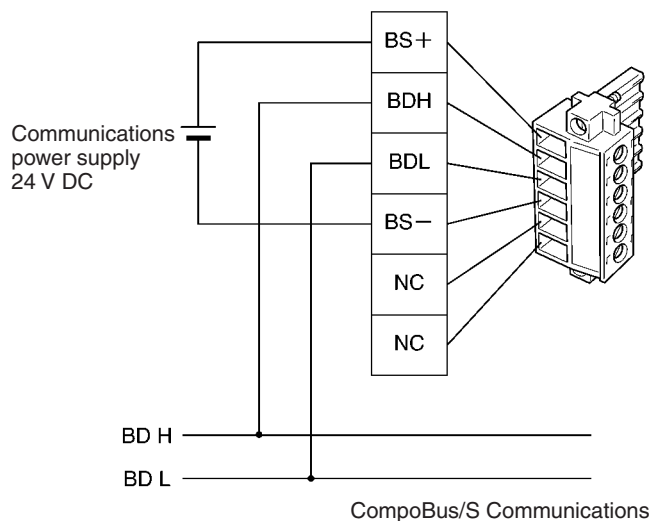 BS+
BDH
BDL
BS−
NC
NC
Communications
power supply
24 V DC
BD H
BD L
CompoBus/S Communications